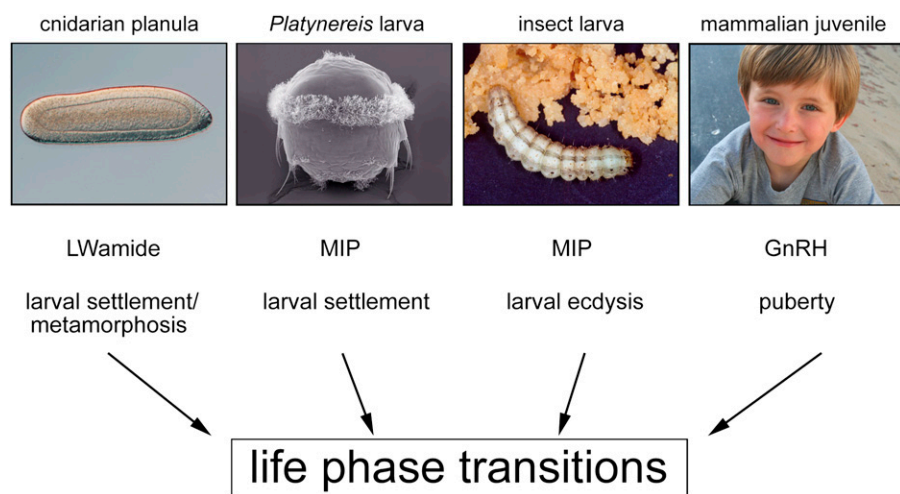 cnidarian planula
Platynereis larva
insect larva
mammalian juvenile
LWamide
MIP
MIP
GnRH
larval settlement/
metamorphosis
larval settlement
larval ecdysis
puberty
life phase transitions